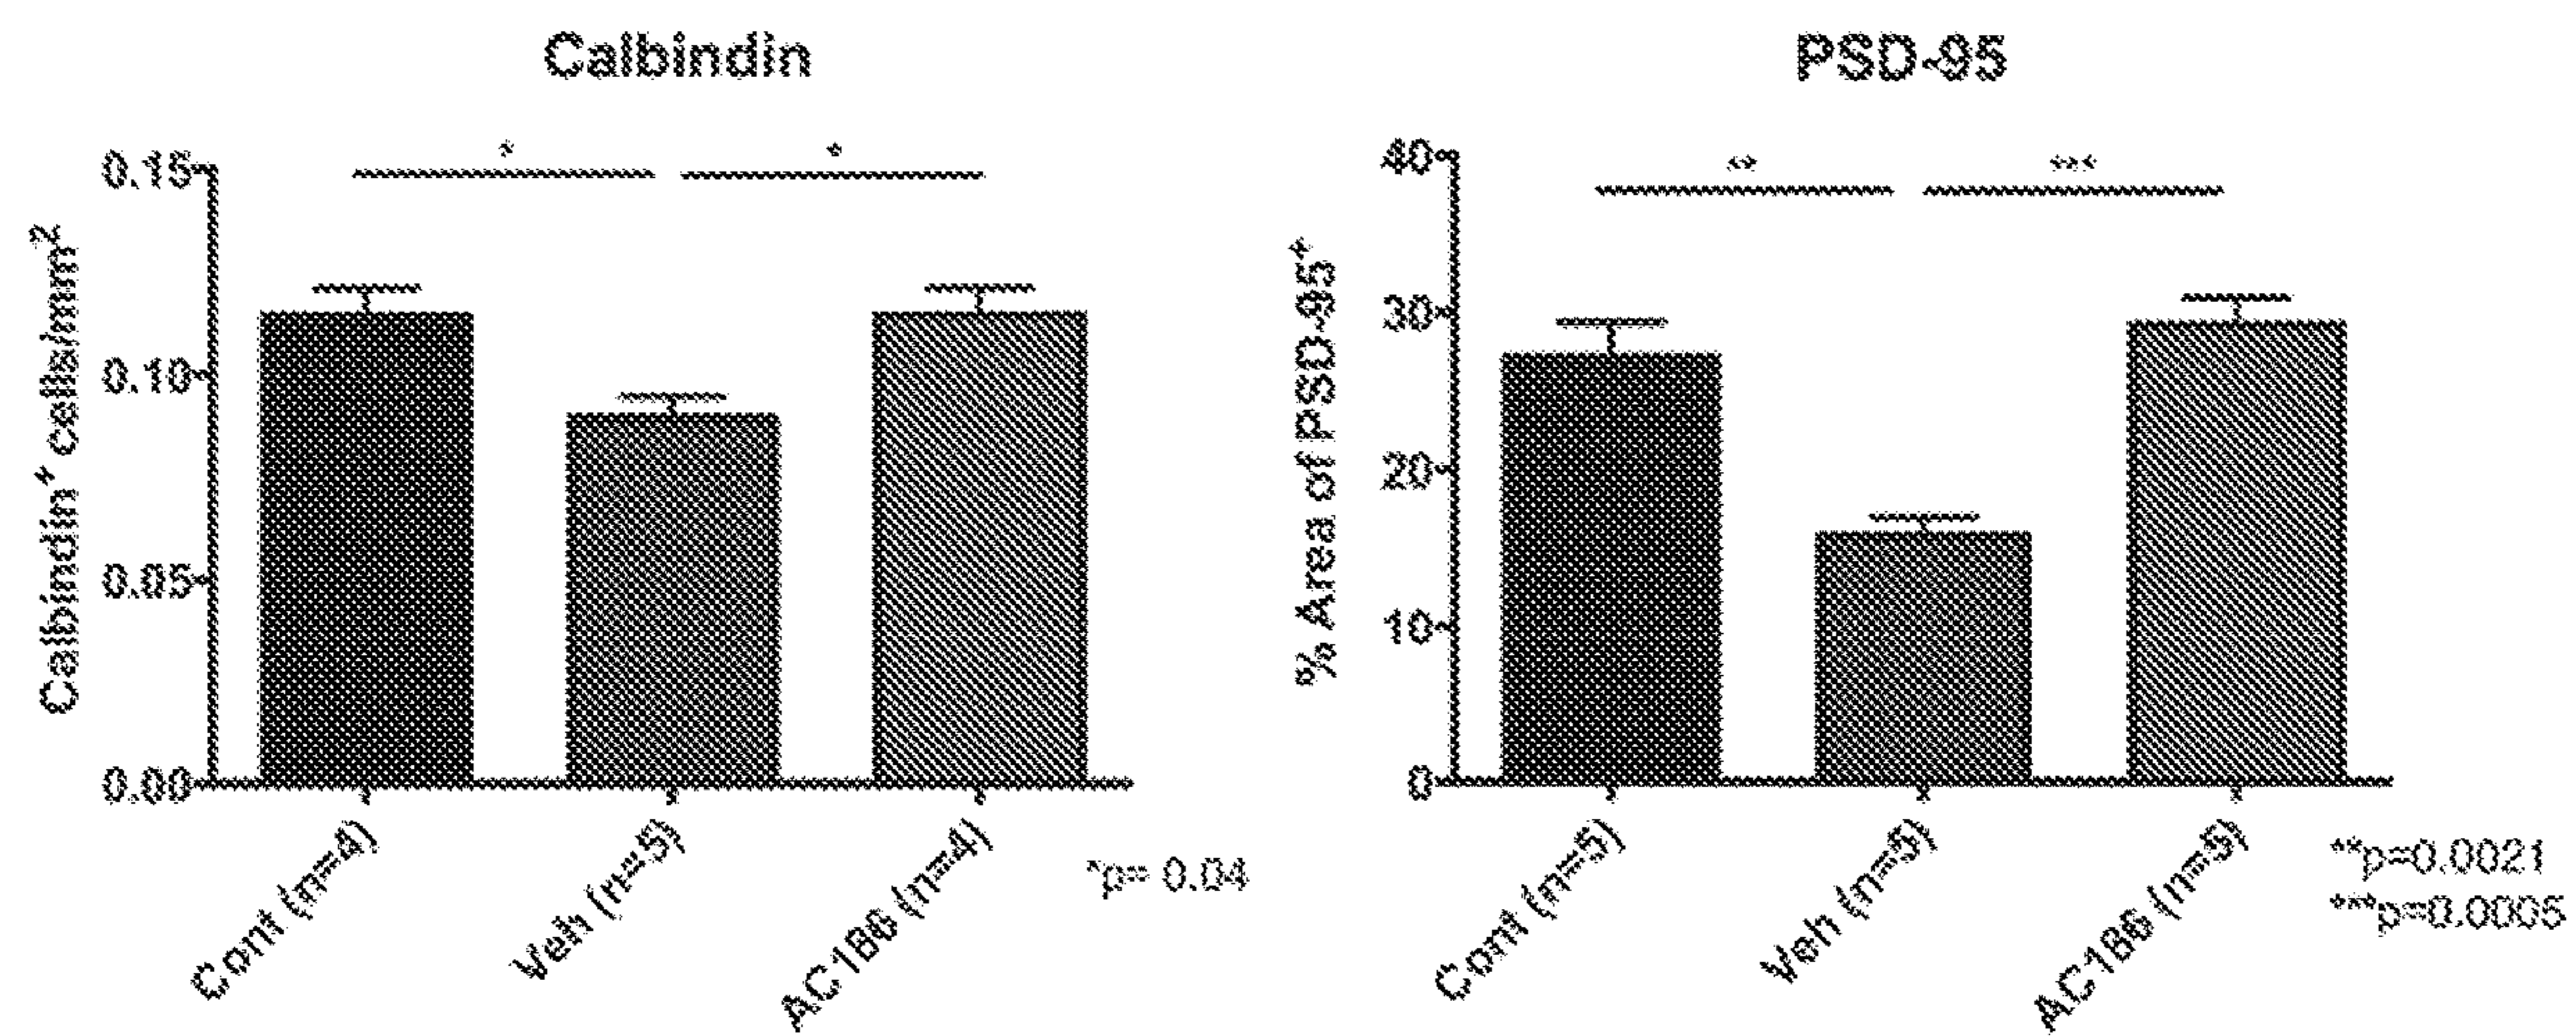 Calbindin
Calbindin⁺ cells/mm²
0.15
0.10
0.05
0.00
* *
Cont (n=4)
Veh (n=5)
AC186 (n=4)
*p= 0.04
PSD-95
% Area of PSD-95⁺
40
30
20
10
0
** ***
Cont (n=5)
Veh (n=5)
AC186 (n=5)
**p=0.0021
***p=0.0005